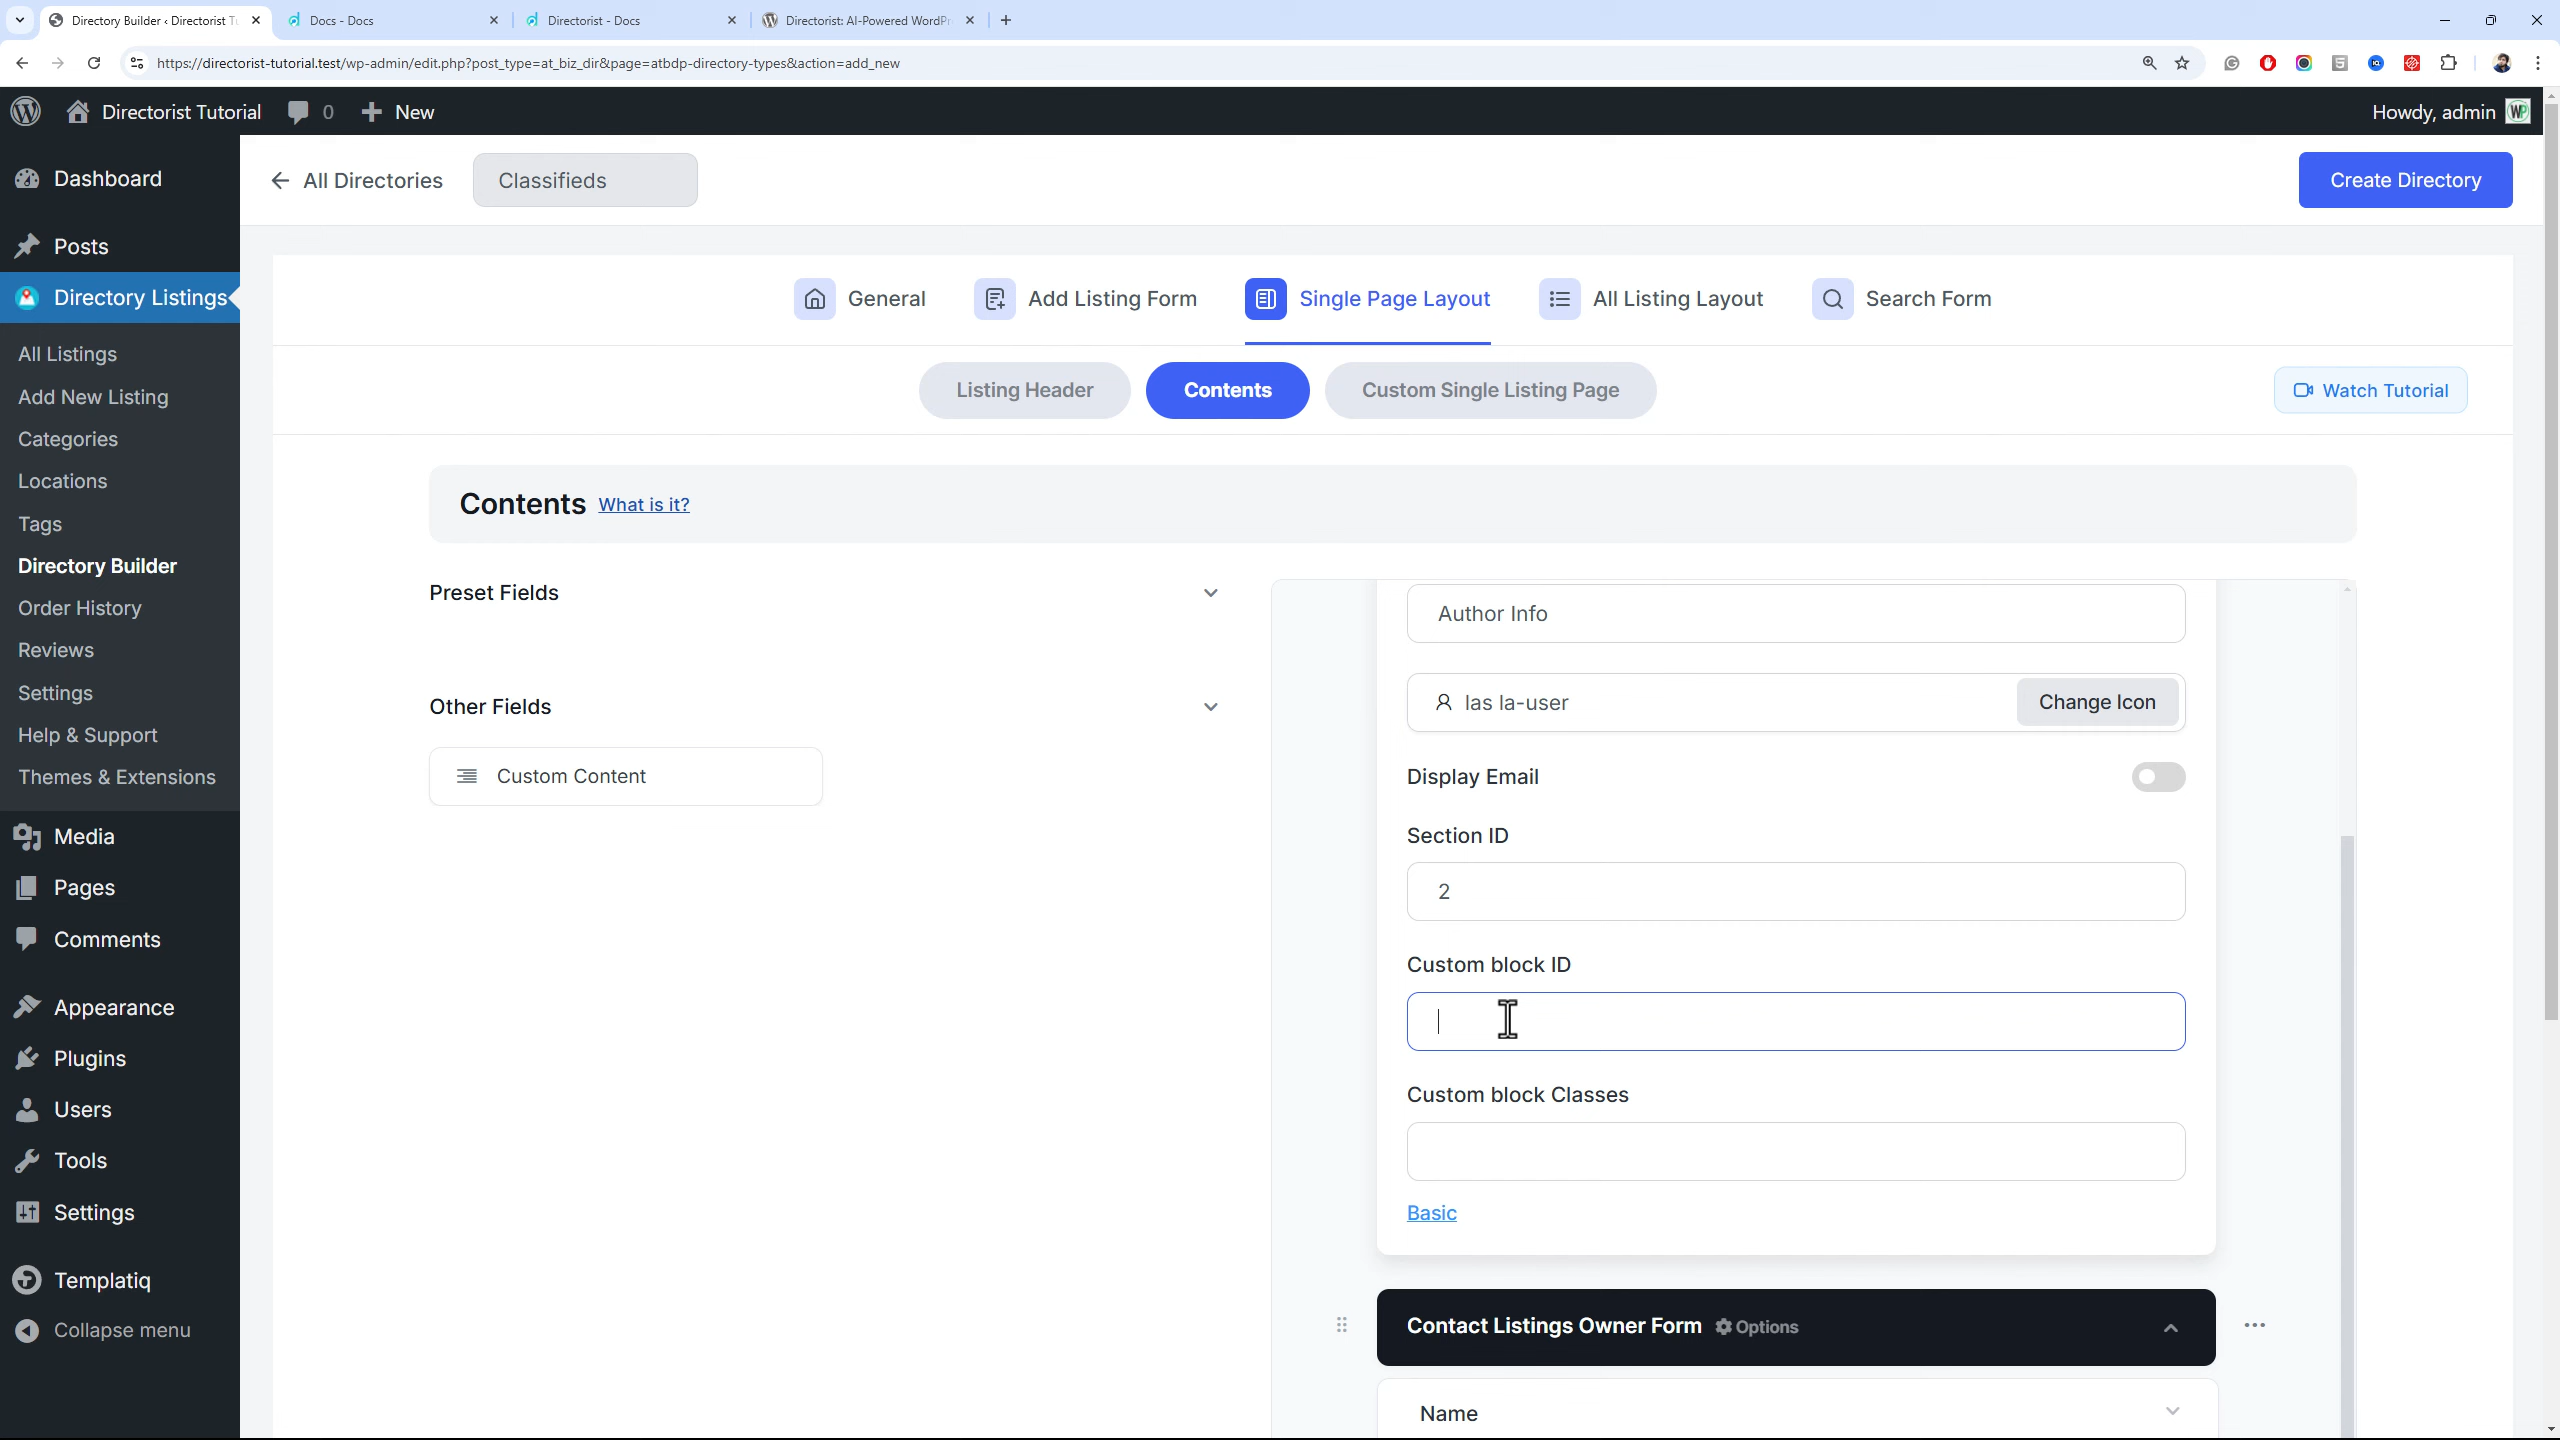 Directory Builder ‹ Directorist T
Docs - Docs
Directorist - Docs
Directorist: AI-Powered WordPr
https://directorist-tutorial.test/wp-admin/edit.php?post_type=at_biz_dir&page=atbdp-directory-types&action=add_new
Directorist Tutorial
0
New
Howdy, admin
Dashboard
Posts
Directory Listings
All Listings
Add New Listing
Categories
Locations
Tags
Directory Builder
Order History
Reviews
Settings
Help & Support
Themes & Extensions
Media
Pages
Comments
Appearance
Plugins
Users
Tools
Settings
Templatiq
Collapse menu
All Directories
Classifieds
Create Directory
General
Add Listing Form
Single Page Layout
All Listing Layout
Search Form
Listing Header
Contents
Custom Single Listing Page
Watch Tutorial
Contents What is it?
Preset Fields
Other Fields
Custom Content
Author Info
las la-user
Change Icon
Display Email
Section ID
2
Custom block ID
Custom block Classes
Basic
Contact Listings Owner Form Options
Name